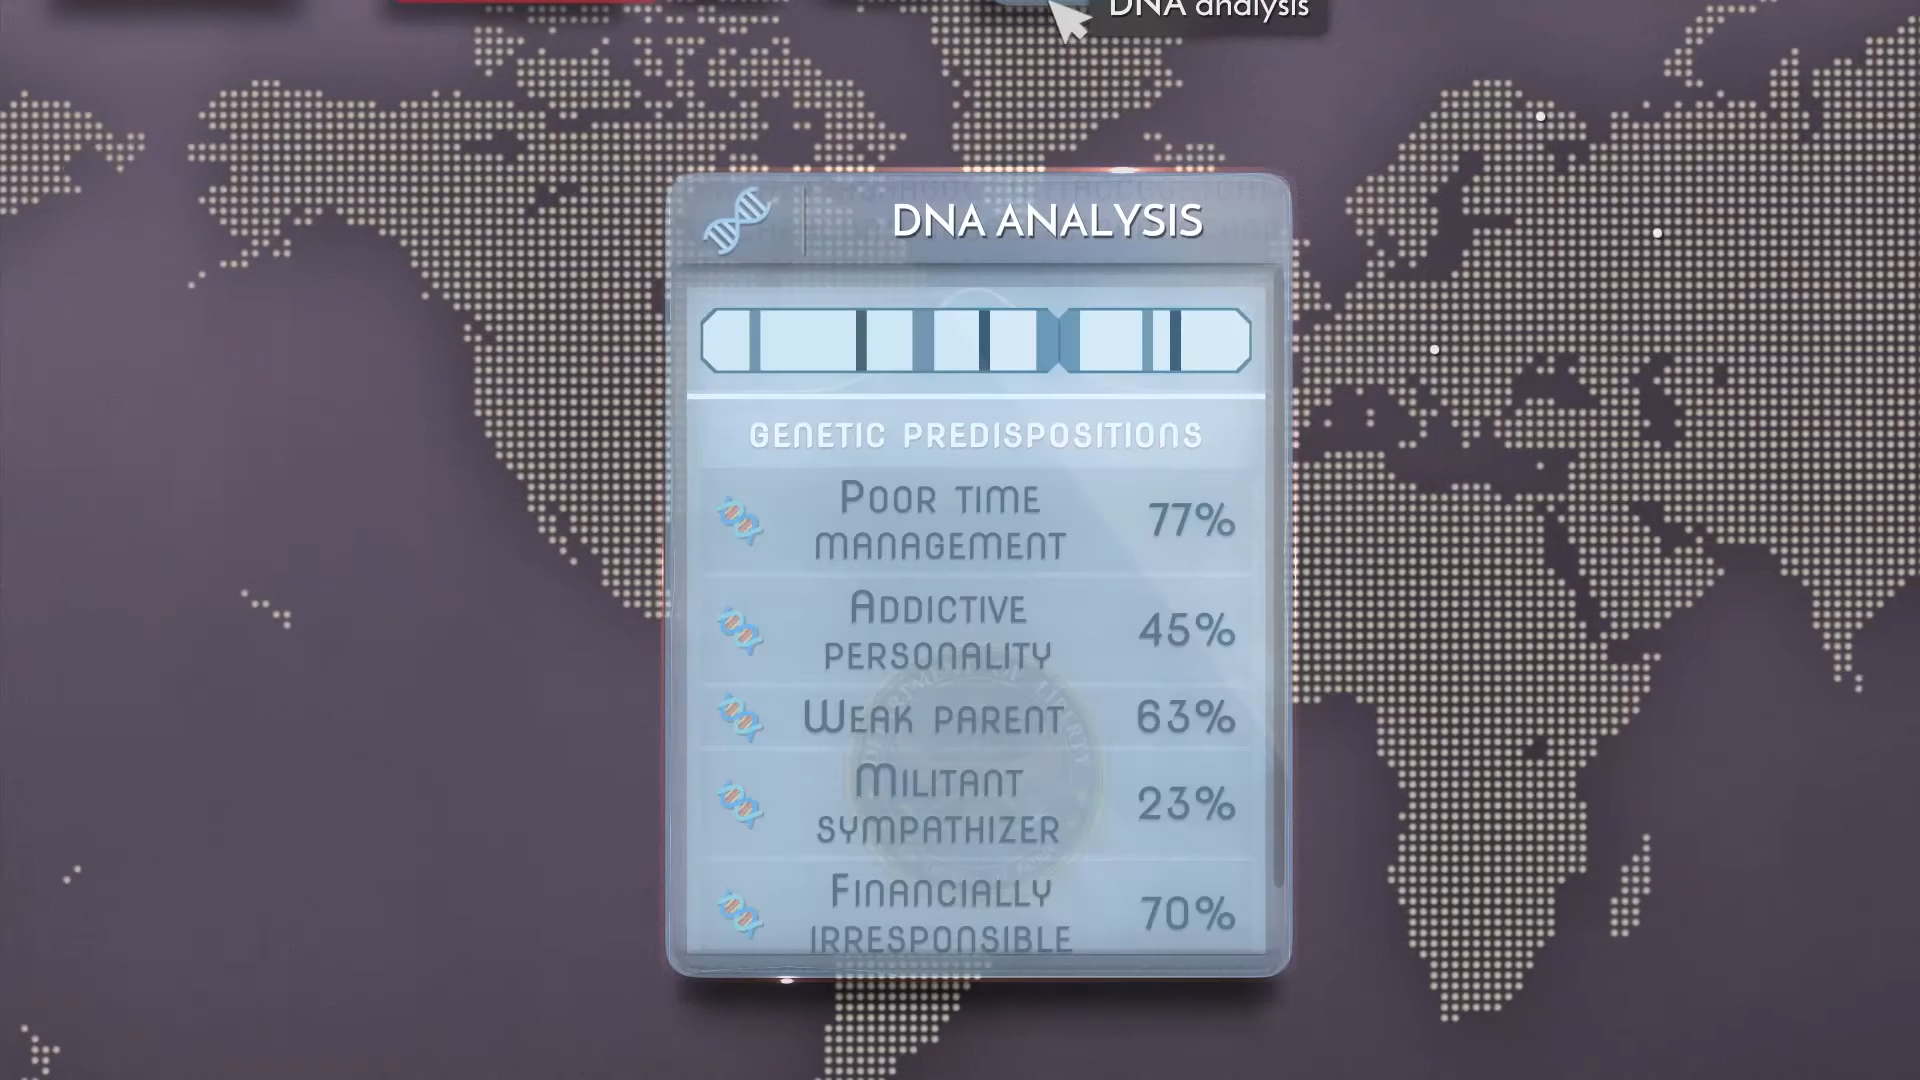 DNA analysis
DNA ANALYSIS
GENETIC PREDISPOSITIONS
POOR TIME
MANAGEMENT
77%
ADDICTIVE
PERSONALITY
45%
WEAK PARENT
63%
MILITANT
SYMPATHIZER
23%
FINANCIALLY
IRRESPONSIBLE
70%